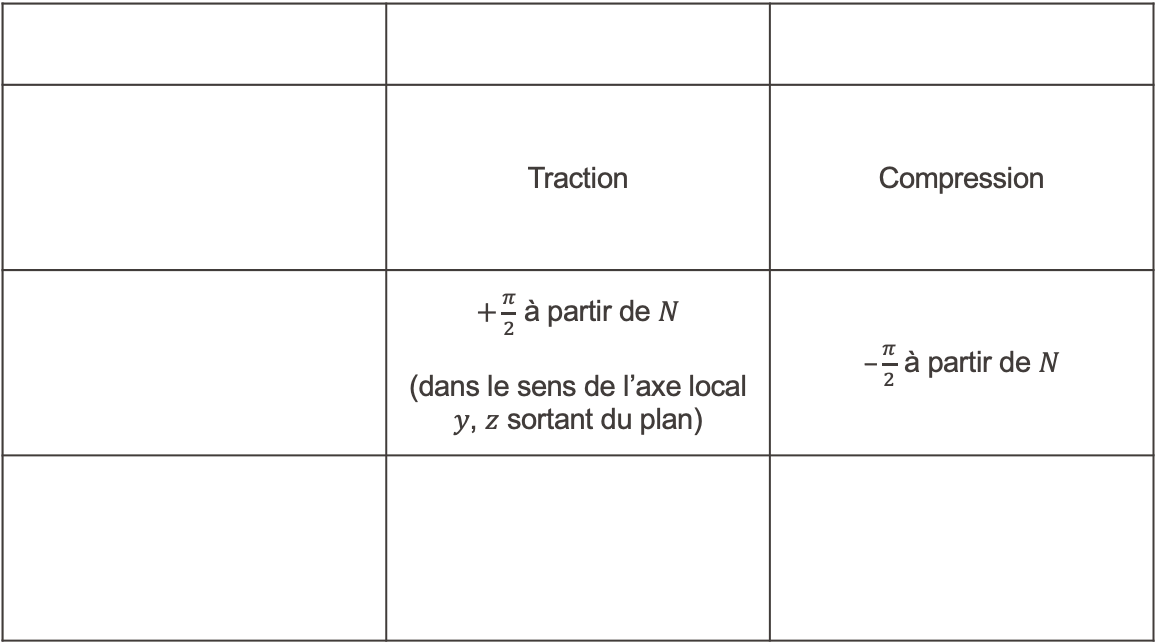 Traction
Compression
+π/2 à partir de N
(dans le sens de l’axe local
y, z sortant du plan)
–π/2 à partir de N